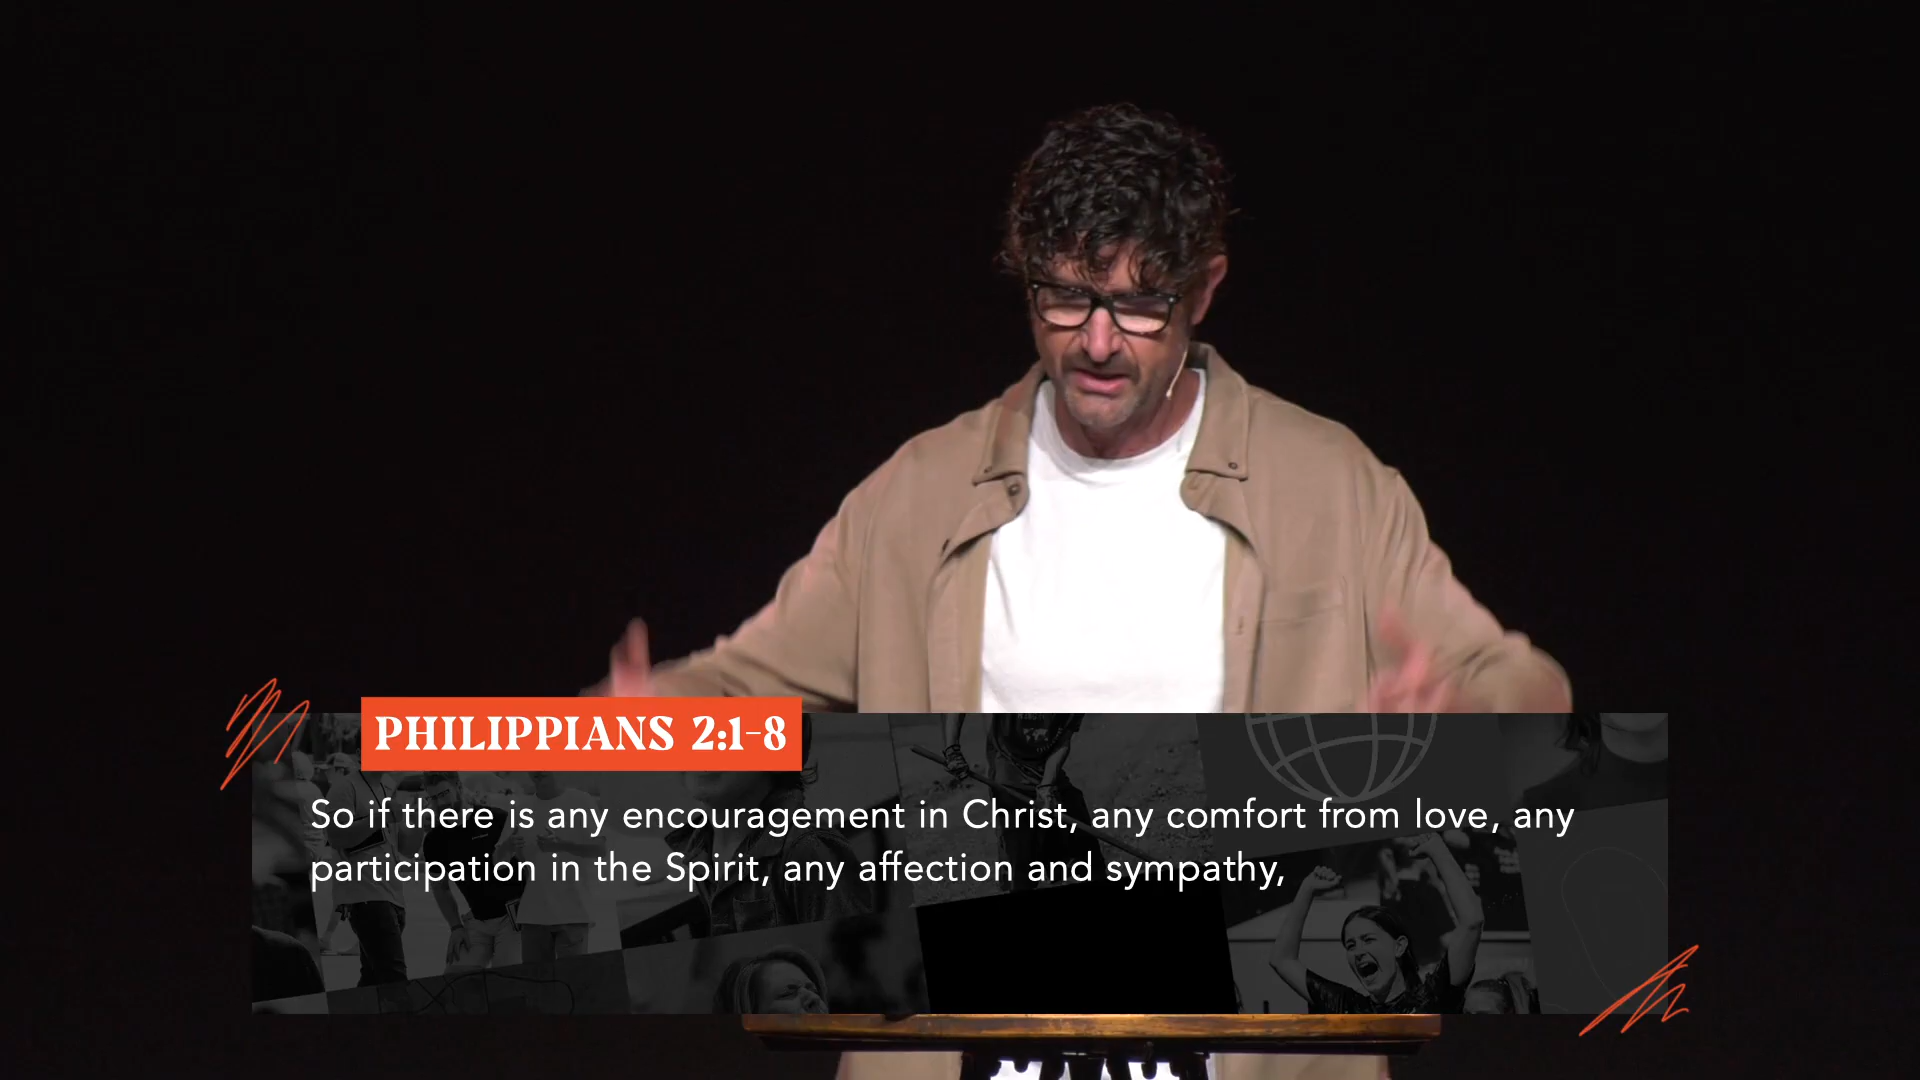 PHILIPPIANS 2:1-8
So if there is any encouragement in Christ, any comfort from love, any
participation in the Spirit, any affection and sympathy,